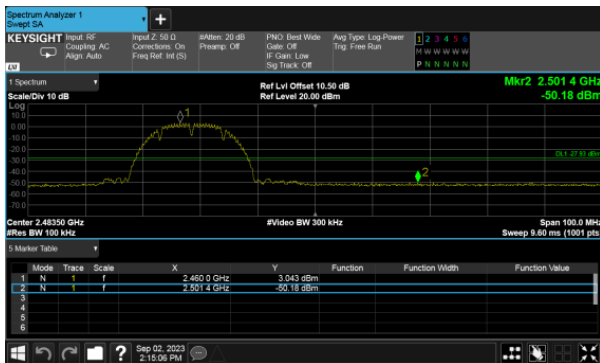 Spectrum Analyzer 1
Swept SA
KEYSIGHT Input: RF Input Z: 50 Ω #Atten: 20 dB PNO: Best Wide Avg Type: Log-Power 1 2 3 4 5 6
Coupling: AC Corrections: On Preamp: Off Gate: Off Trig: Free Run M W W W W W
Align: Auto Freq Ref: Int (S) IF Gain: Low P N N N N N
Sig Track: Off
LXI
1 Spectrum Ref Lvl Offset 10.50 dB Mkr2 2.501 4 GHz
Scale/Div 10 dB Ref Level 20.00 dBm -50.18 dBm
Log
10.0
0.00
-10.0
-20.0
-30.0
-40.0
-50.0
-60.0
-70.0
1
DL1 -27.93 dBm
2
Center 2.48350 GHz #Video BW 300 kHz Span 100.0 MHz
#Res BW 100 kHz Sweep 9.60 ms (1001 pts)
5 Marker Table
Mode Trace Scale X Y Function Function Width Function Value
1 N 1 f 2.460 0 GHz 3.043 dBm
2 N 1 f 2.501 4 GHz -50.18 dBm
3
4
5
6
Sep 02, 2023
2:15:06 PM